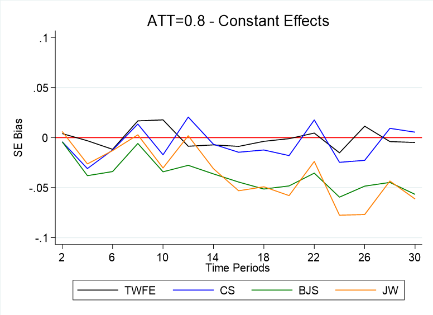 ATT=0.8 - Constant Effects
.1
.05
0
-.05
-.1
SE Bias
2 6 10 14 18 22 26 30
Time Periods
TWFE CS BJS JW